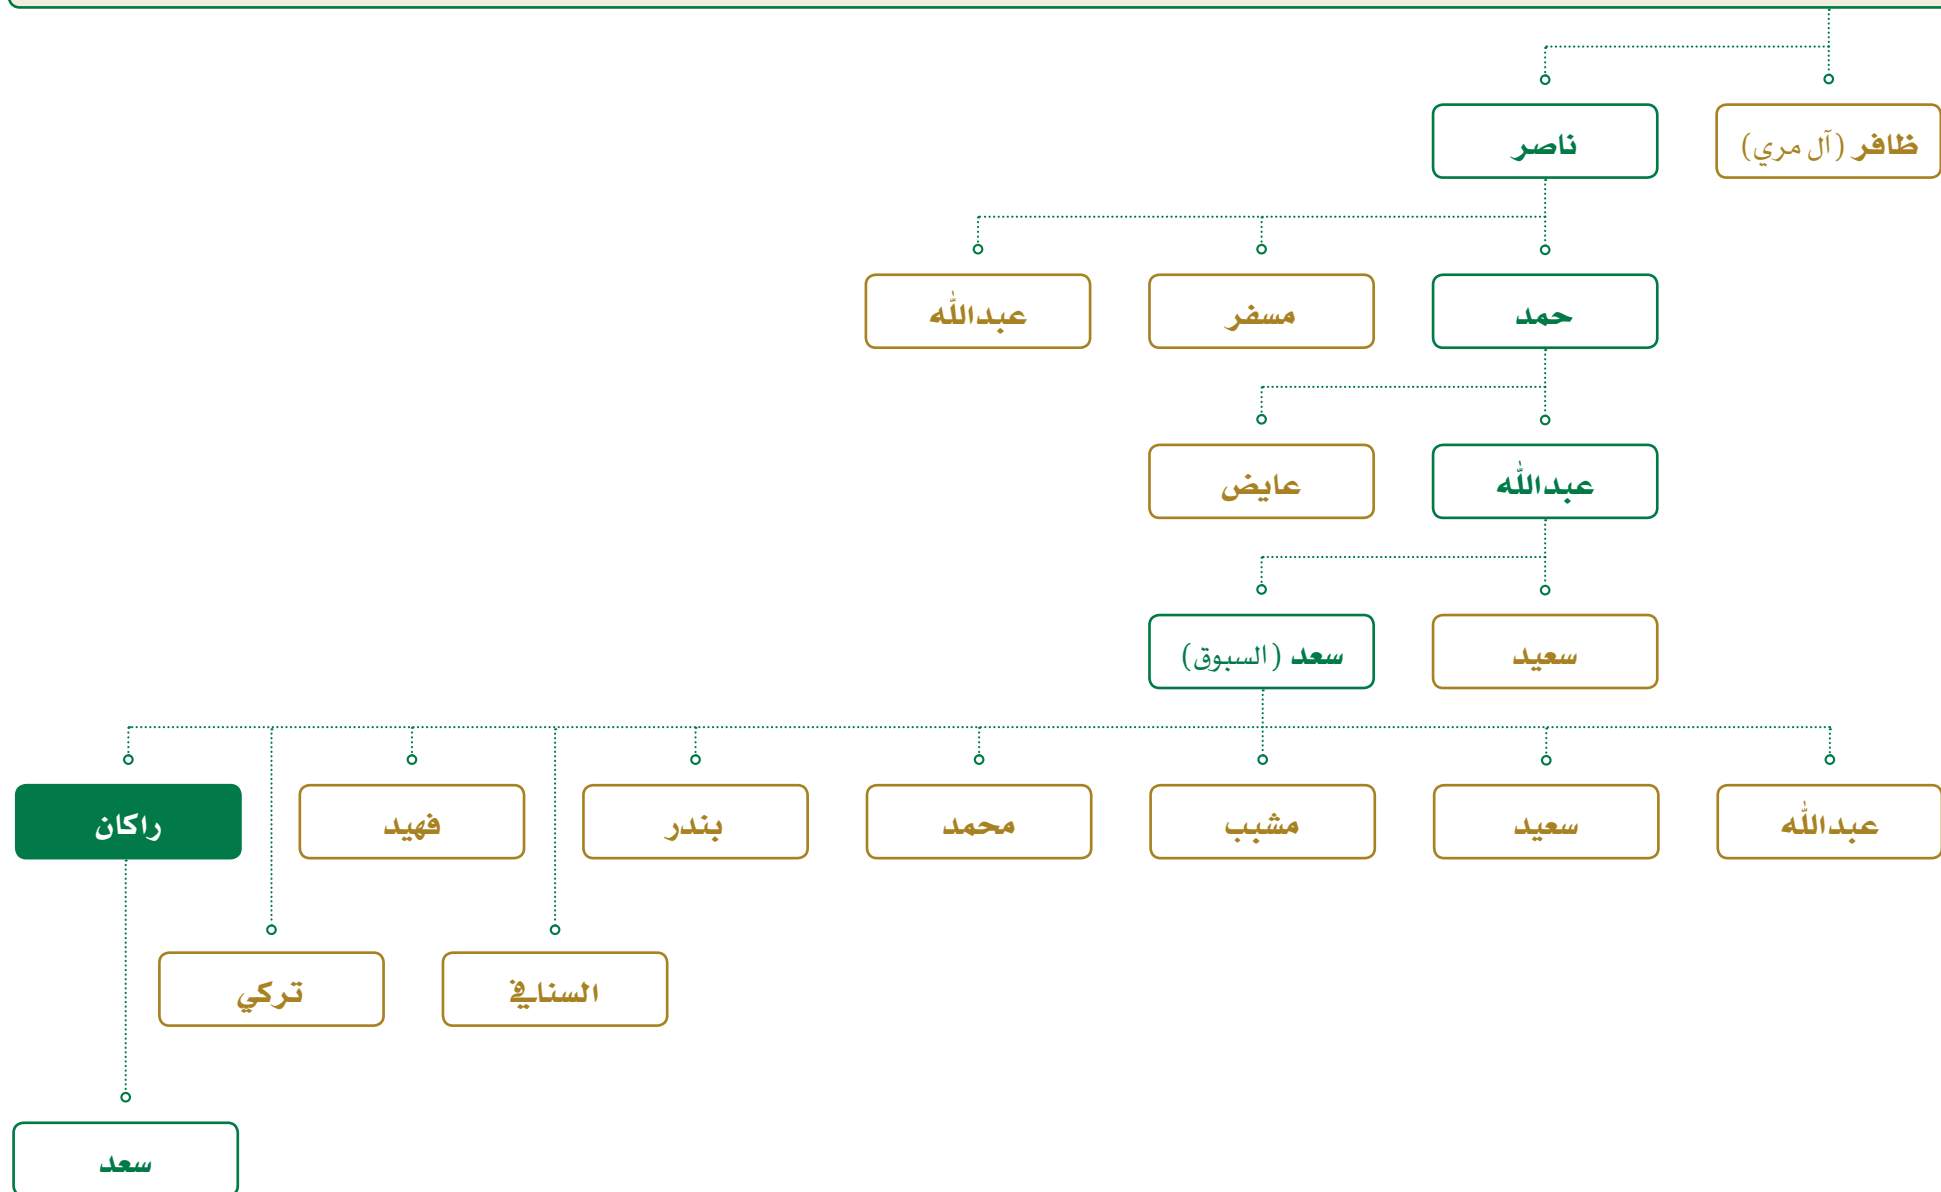 ظافر (آل مري)
ناصر
حمد
مسفر
عبدالله
عبدالله
عايض
سعيد
سعد (السبوق)
عبدالله
سعيد
مشبب
محمد
بندر
فهيد
راكان
السنافي
تركي
سعد